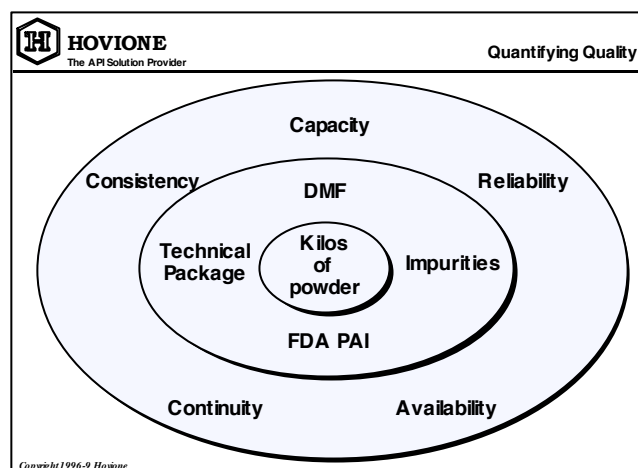 H HOVIONE
The API Solution Provider
Quantifying Quality
Capacity
Consistency
Reliability
DMF
Technical
Package
Kilos
of
powder
Impurities
FDA PAI
Continuity
Availability
Copyright 1996-9 Hovione